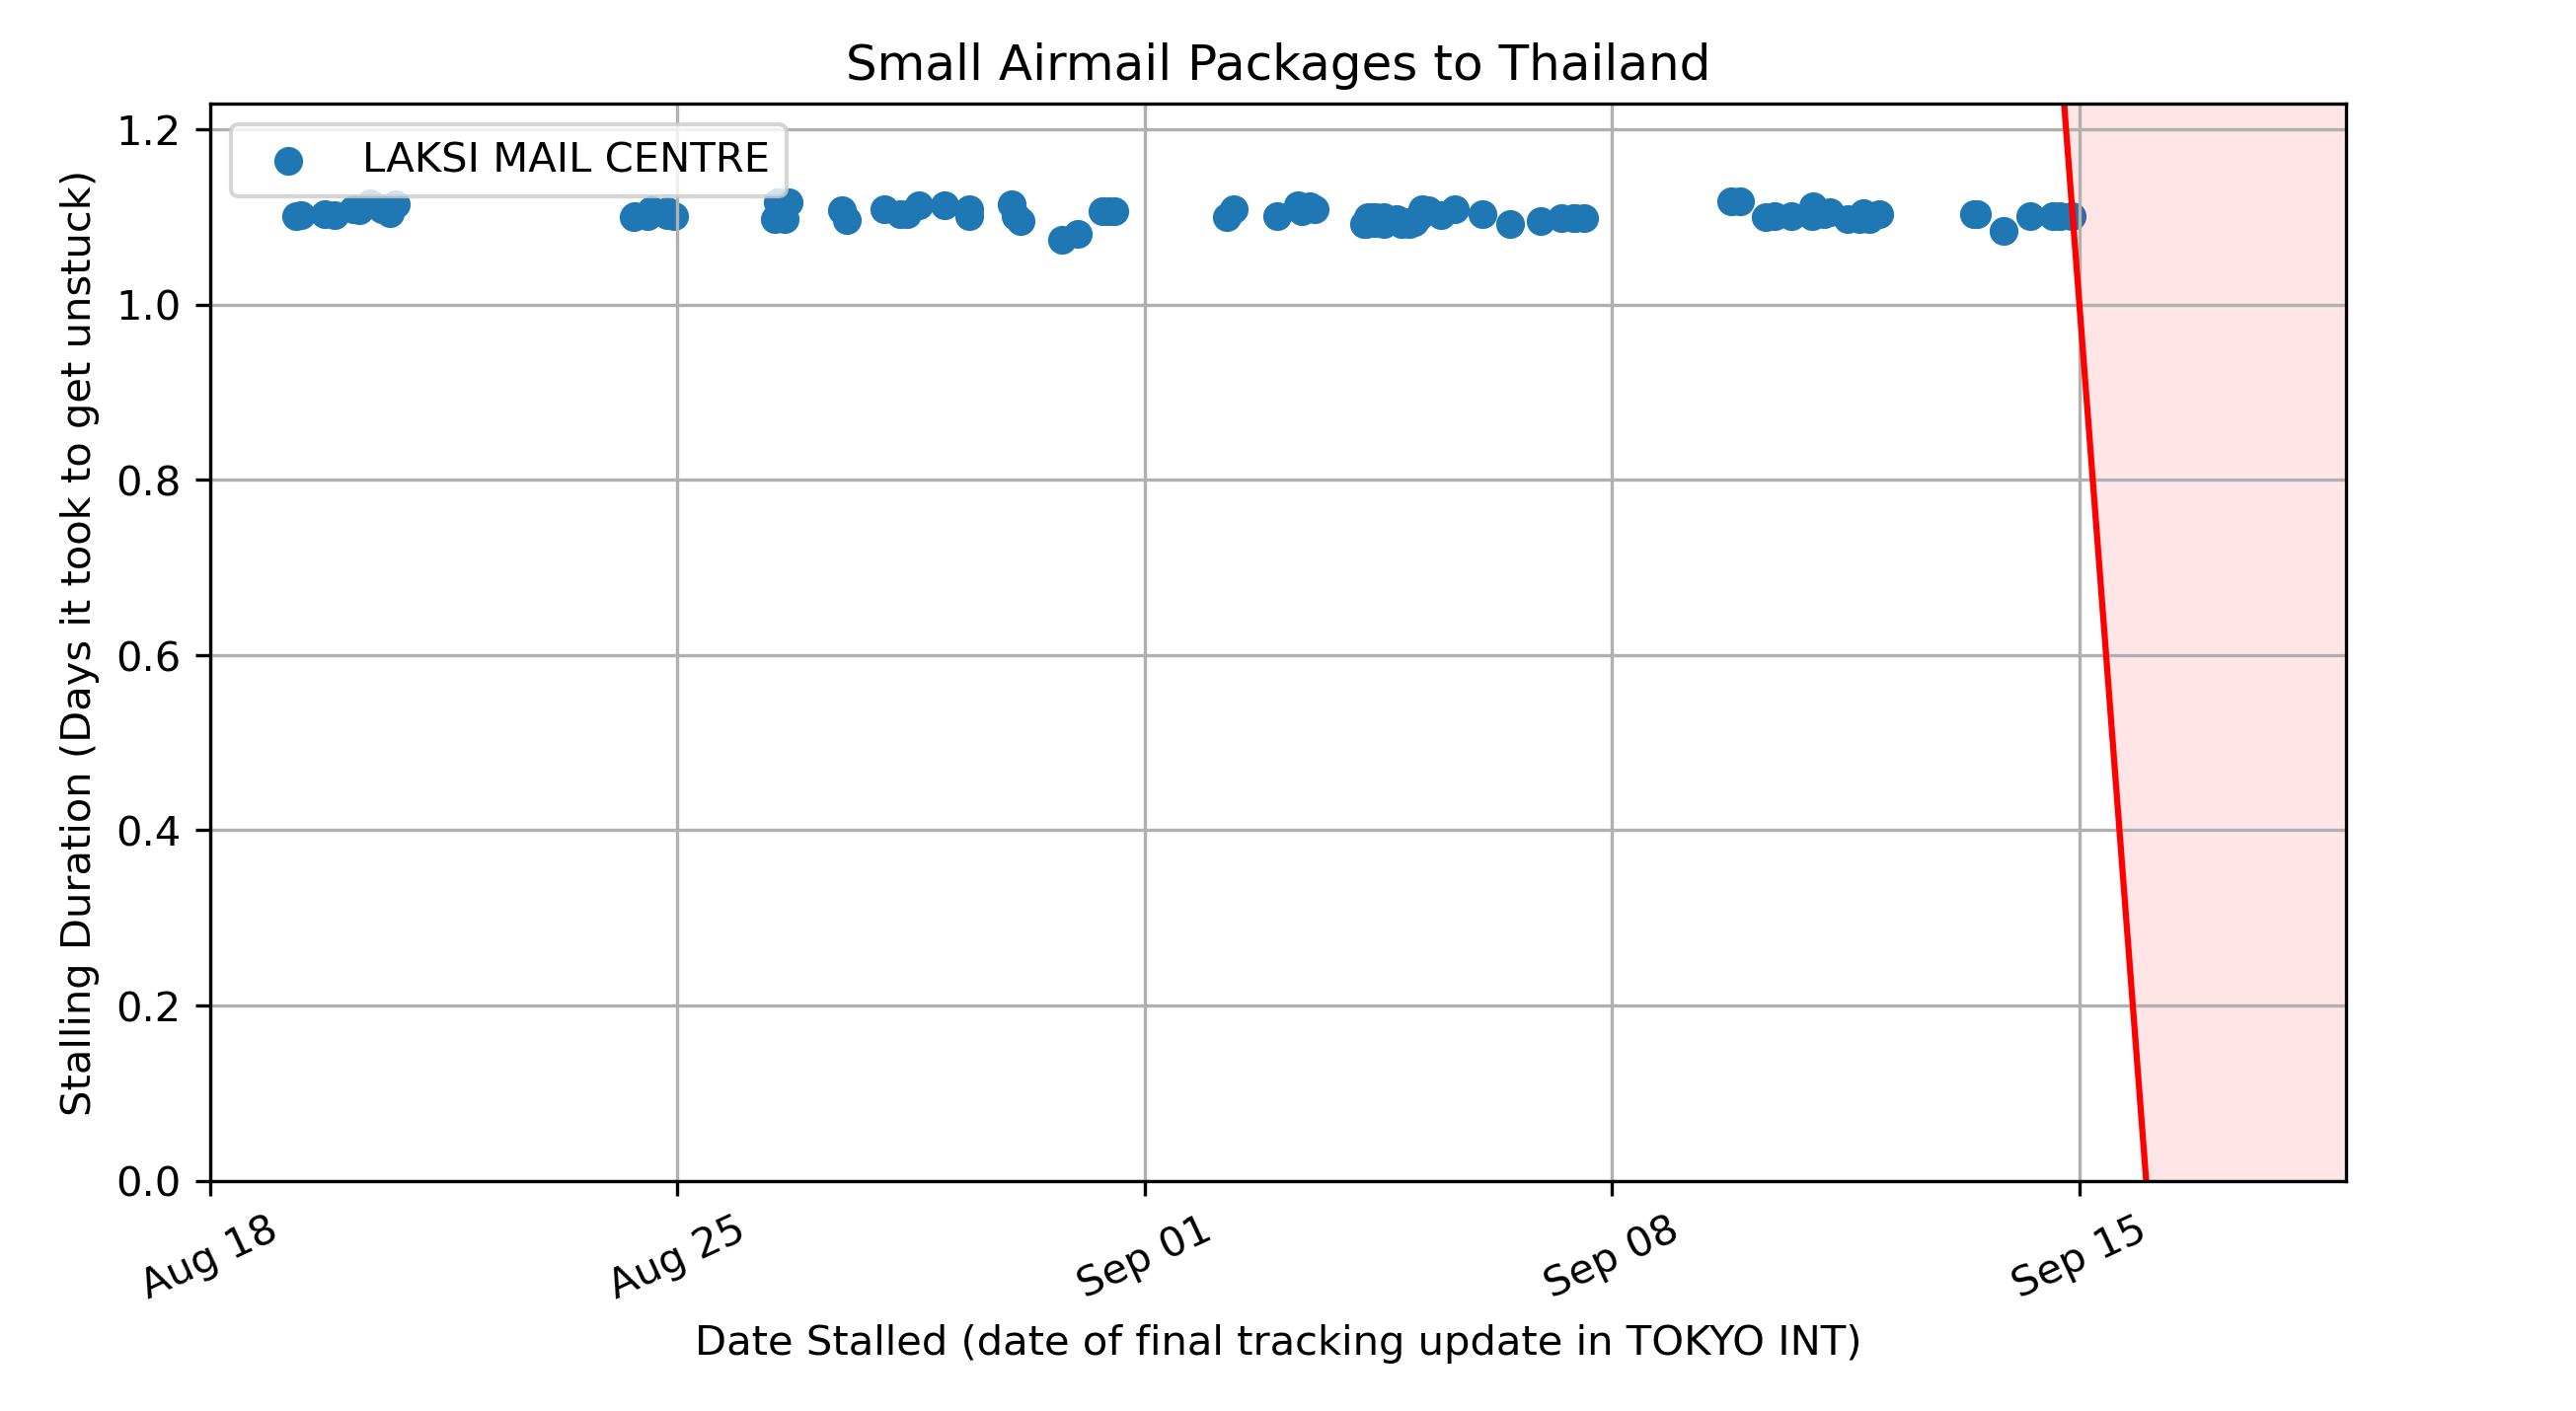 Small Airmail Packages to Thailand
LAKSI MAIL CENTRE
Stalling Duration (Days it took to get unstuck)
1.2
1.0
0.8
0.6
0.4
0.2
0.0
Aug 18
Aug 25
Sep 01
Sep 08
Sep 15
Date Stalled (date of final tracking update in TOKYO INT)